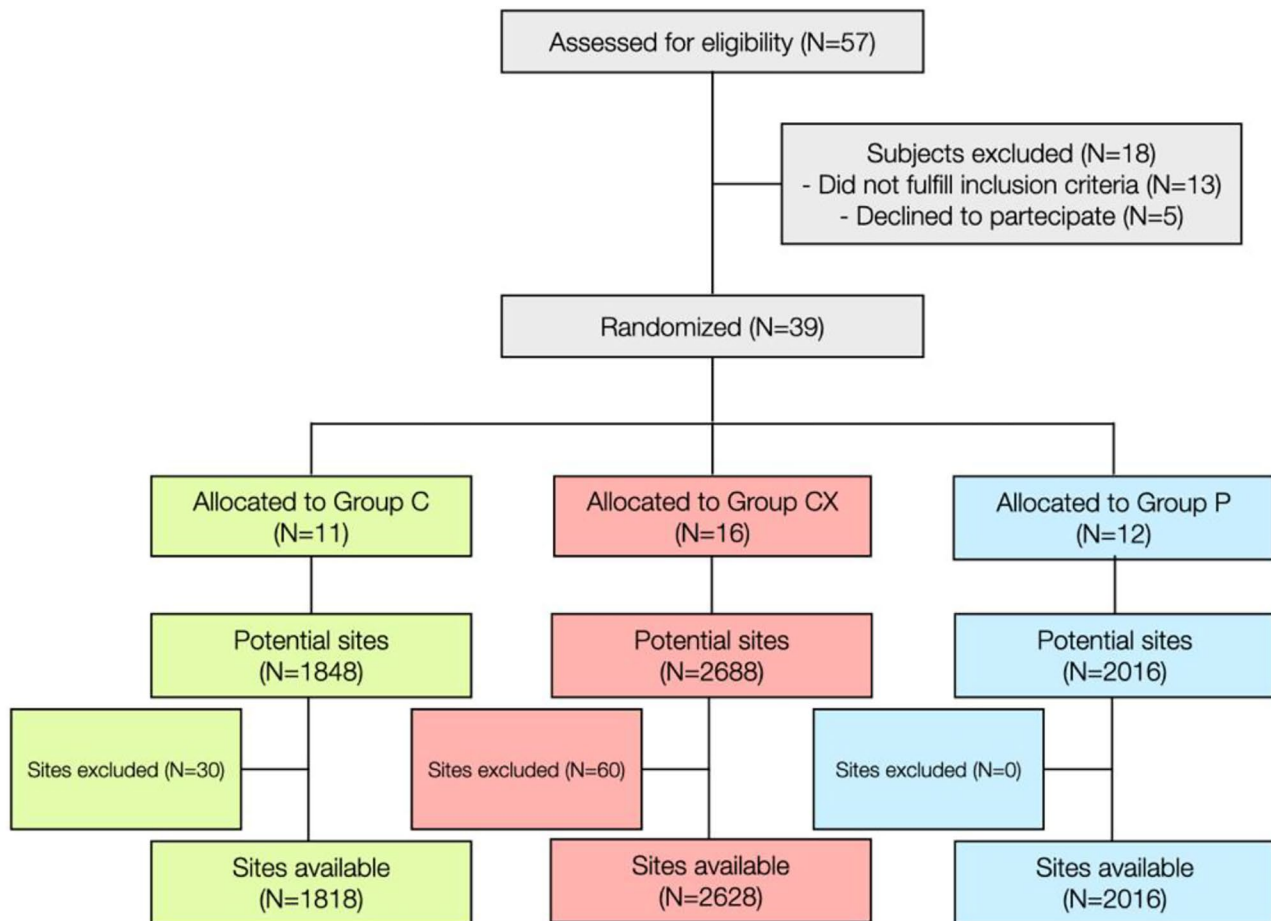 Assessed for eligibility (N=57)
Subjects excluded (N=18)
- Did not fulfill inclusion criteria (N=13)
- Declined to partecipate (N=5)
Randomized (N=39)
Allocated to Group C
(N=11)
Allocated to Group CX
(N=16)
Allocated to Group P
(N=12)
Potential sites
(N=1848)
Potential sites
(N=2688)
Potential sites
(N=2016)
Sites excluded (N=30)
Sites excluded (N=60)
Sites excluded (N=0)
Sites available
(N=1818)
Sites available
(N=2628)
Sites available
(N=2016)